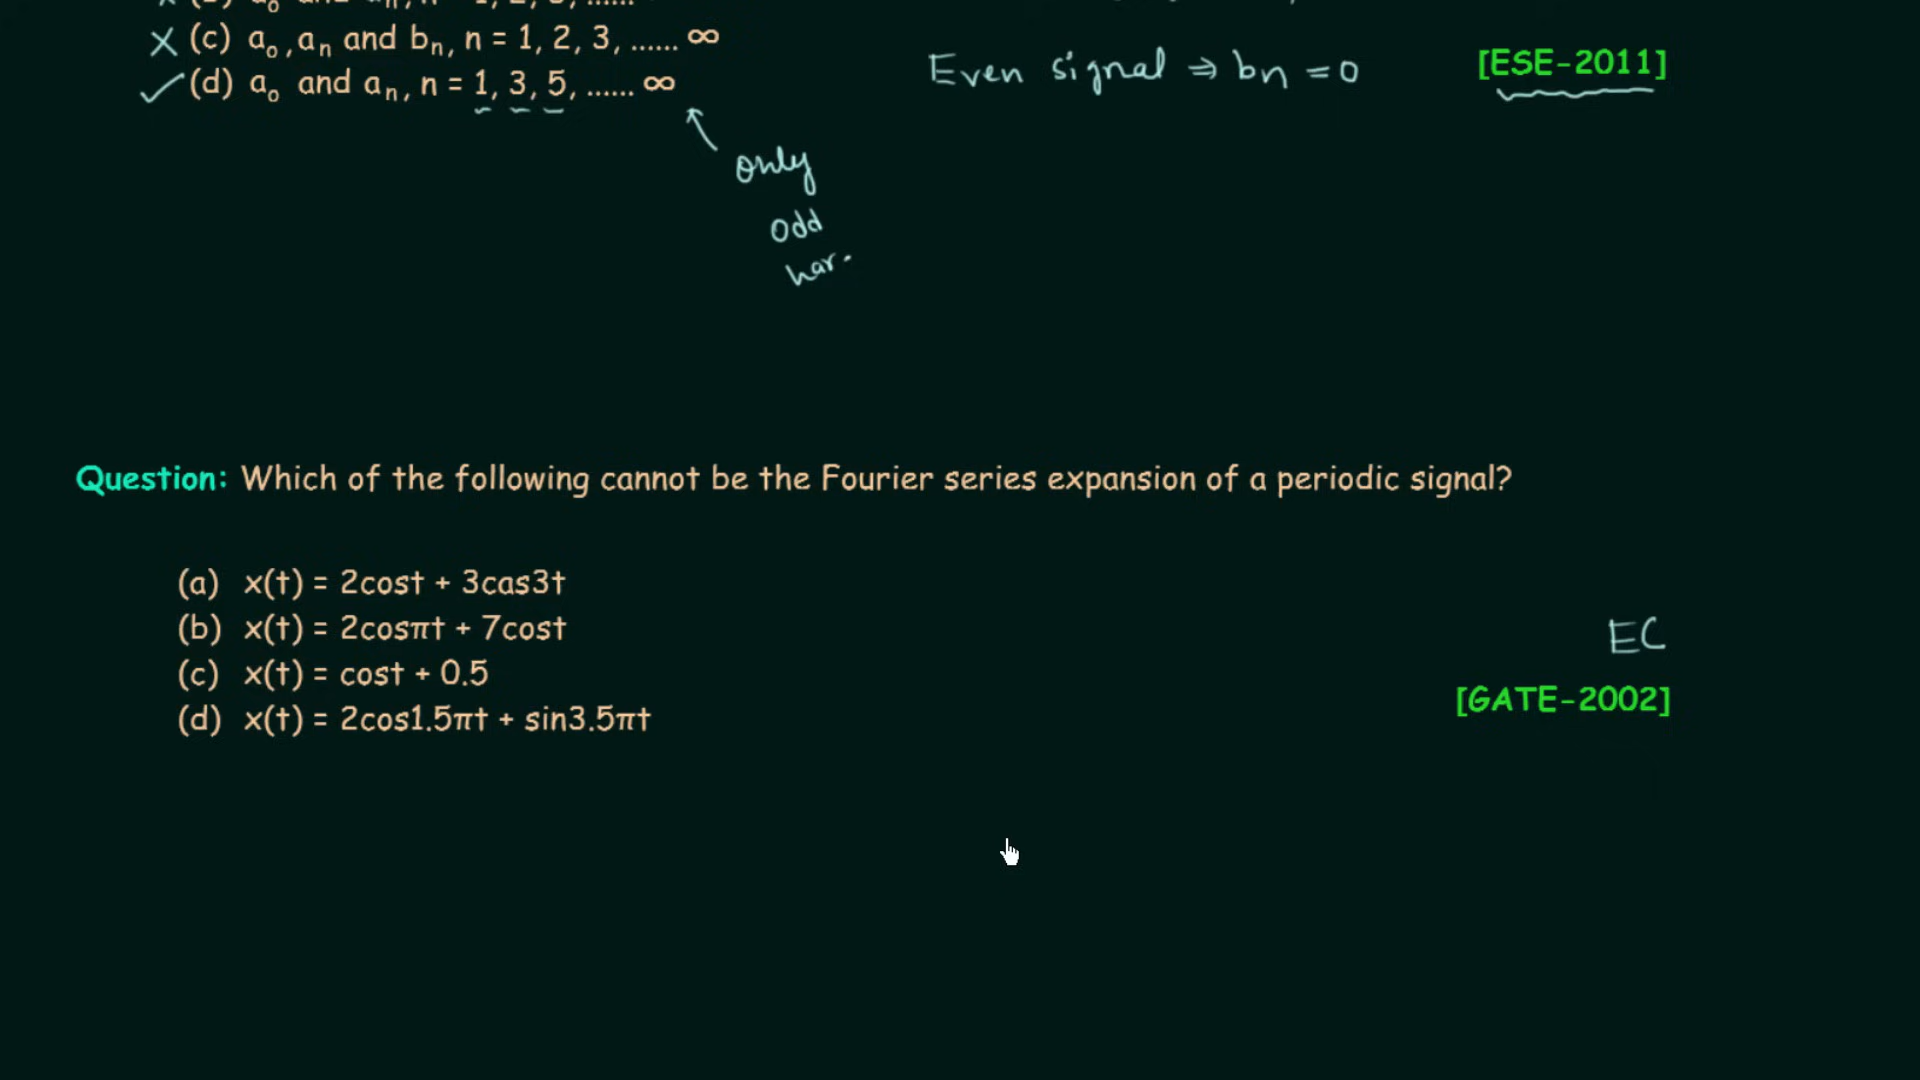 (c) a₀, aₙ and bₙ, n = 1, 2, 3, ...... ∞
(d) a₀ and aₙ, n = 1, 3, 5, ...... ∞
Even signal ⇒ bn = 0
[ESE-2011]
only
odd
har.
Question: Which of the following cannot be the Fourier series expansion of a periodic signal?
(a) x(t) = 2cost + 3cas3t
(b) x(t) = 2cosπt + 7cost
(c) x(t) = cost + 0.5
(d) x(t) = 2cos1.5πt + sin3.5πt
EC
[GATE-2002]